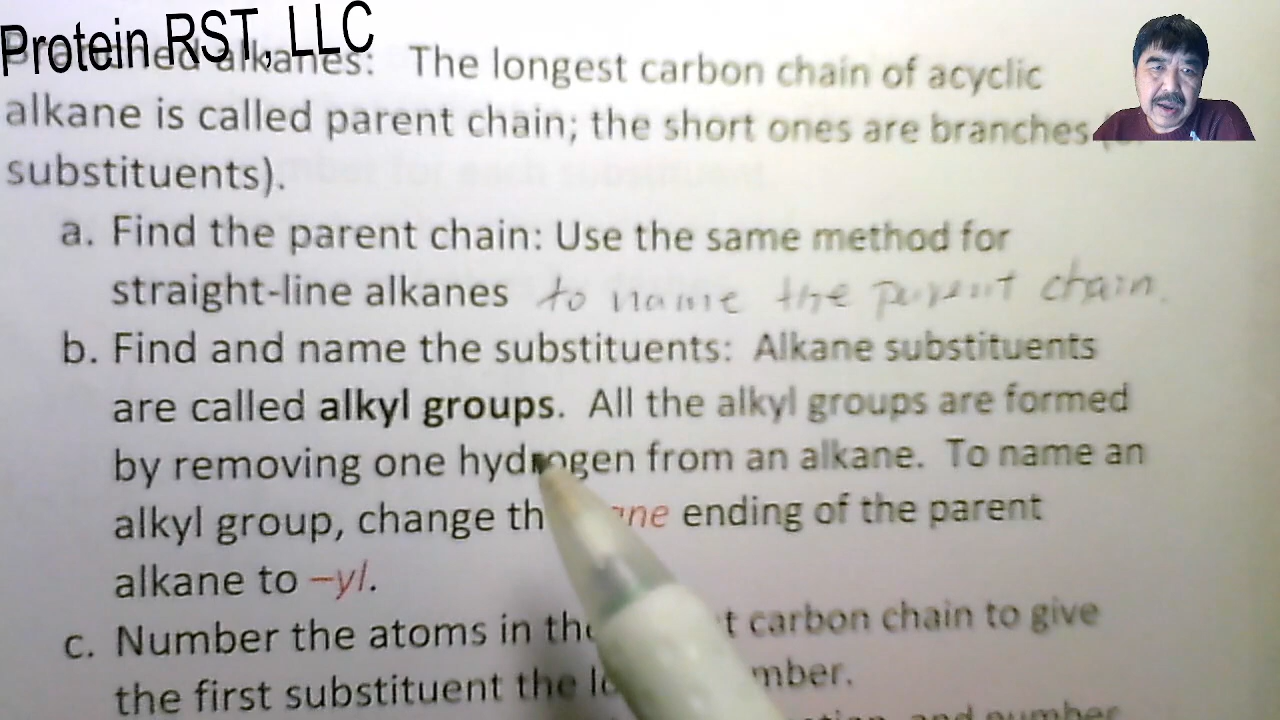 Protein RST, LLC
alkanes: The longest carbon chain of acyclic
alkane is called parent chain; the short ones are branches
substituents).
a. Find the parent chain: Use the same method for
straight-line alkanes to name the parent chain.
b. Find and name the substituents: Alkane substituents
are called alkyl groups. All the alkyl groups are formed
by removing one hydrogen from an alkane. To name an
alkyl group, change ane ending of the parent
alkane to –yl.
c. Number the atoms in carbon chain to give
the first substituent the
and number